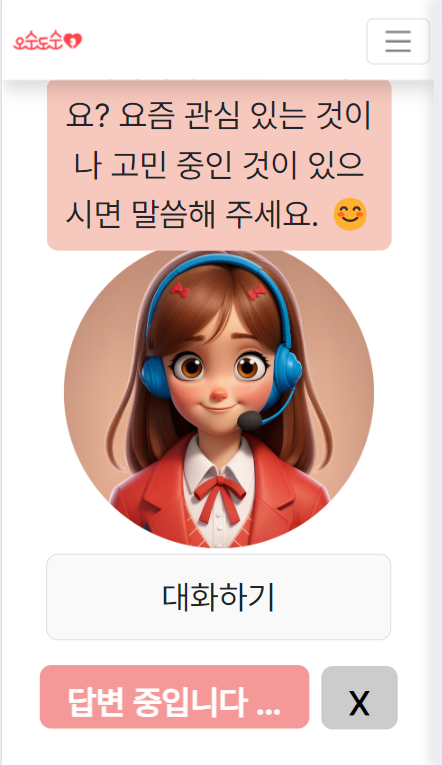 오순도순
요? 요즘 관심 있는 것이
나 고민 중인 것이 있으
시면 말씀해 주세요. 😊
대화하기
답변 중입니다 ...
X